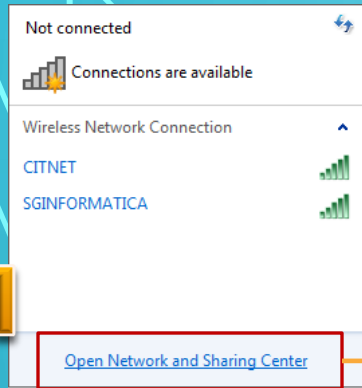 Not connected
Connections are available
Wireless Network Connection
CITNET
SGINFORMATICA
Open Network and Sharing Center